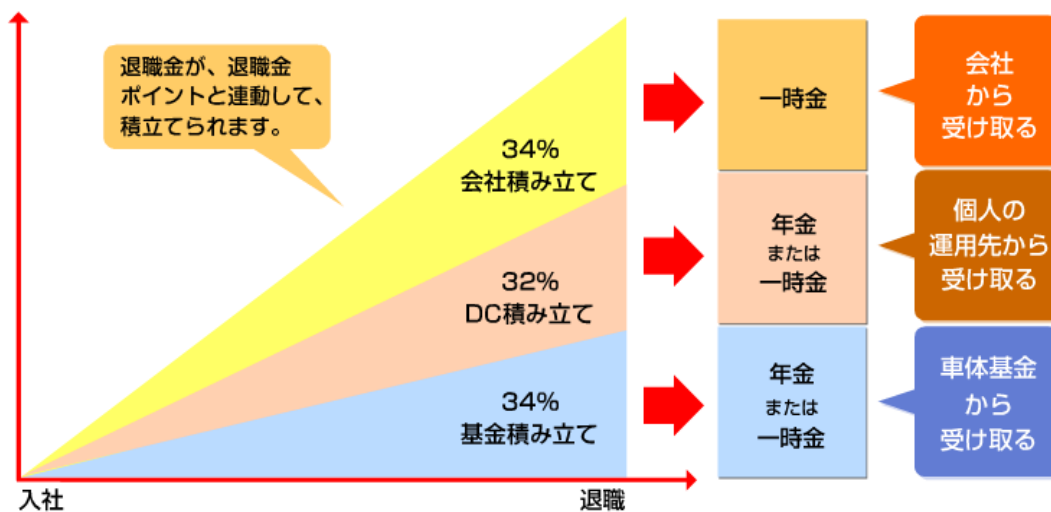 退職金が、退職金
ポイントと連動して、
積立てられます。
34%
会社積み立て
32%
DC積み立て
34%
基金積み立て
入社
退職
一時金
会社
から
受け取る
年金
または
一時金
個人の
運用先から
受け取る
年金
または
一時金
車体基金
から
受け取る